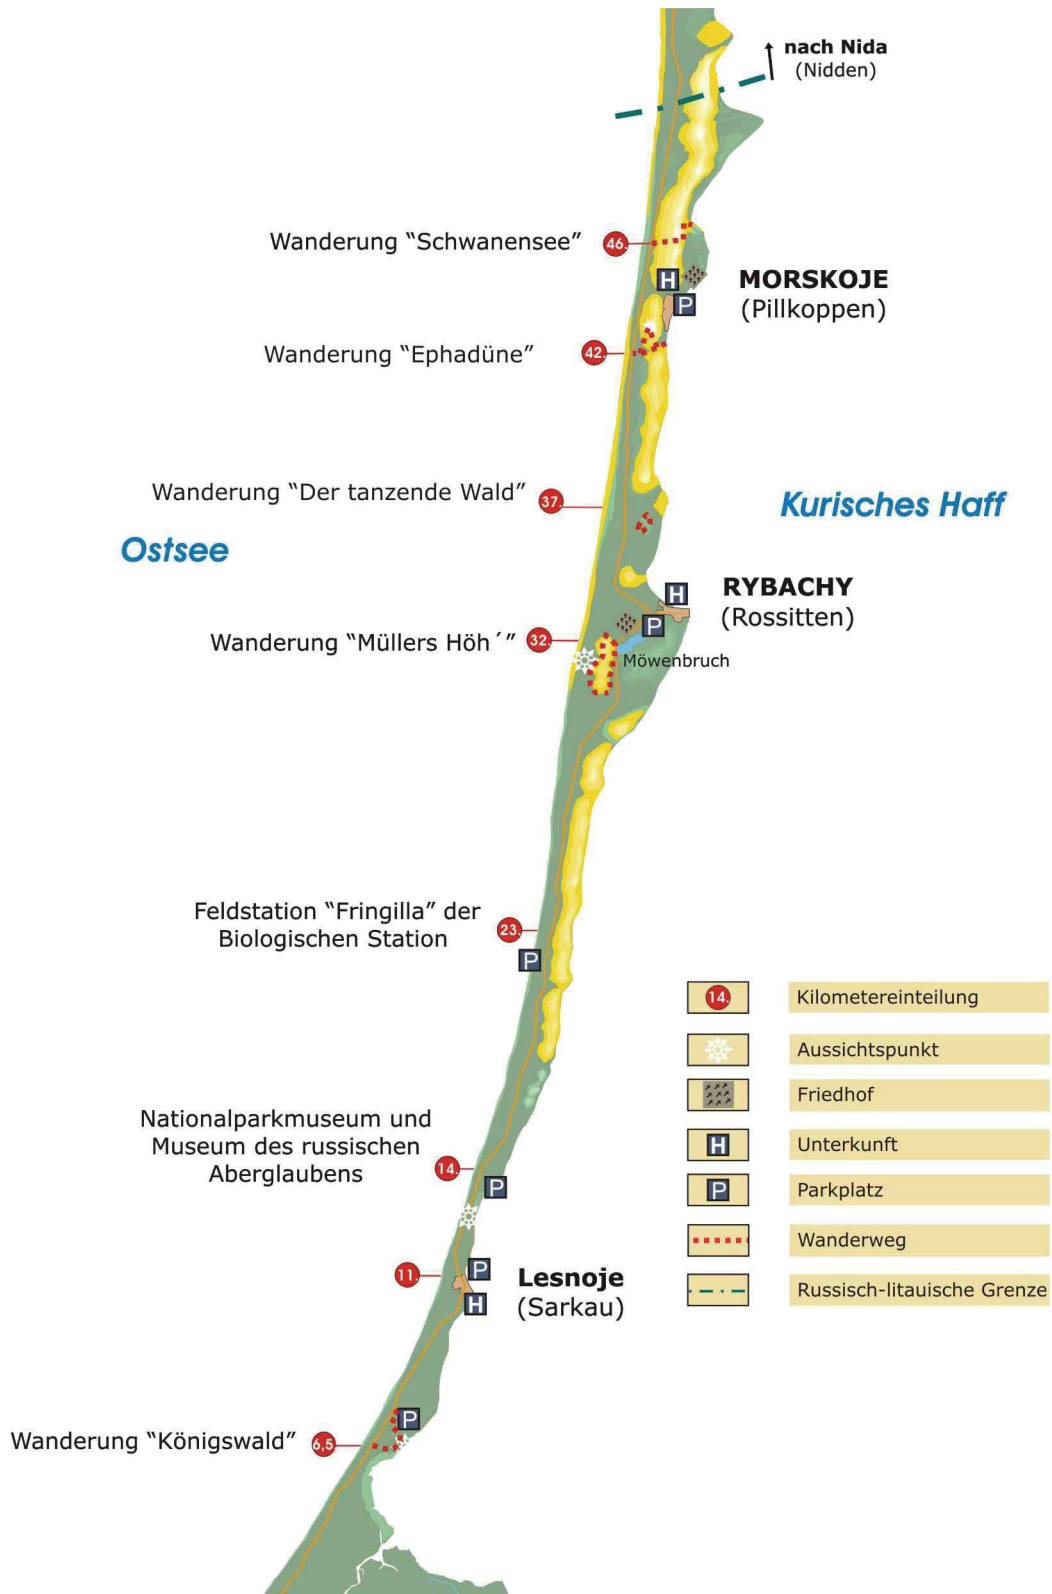 nach Nida
(Nidden)
Wanderung “Schwanensee”
46.
H
MORSKOJE
(Pillkoppen)
P
Wanderung “Ephadüne”
42.
Wanderung “Der tanzende Wald”
37
Kurisches Haff
Ostsee
H
RYBACHY
(Rossitten)
P
Wanderung “Müllers Höh´”
32.
Möwenbruch
Feldstation “Fringilla” der
Biologischen Station
23.
P
14.
Kilometereinteilung
Aussichtspunkt
Friedhof
H
Unterkunft
P
Parkplatz
Wanderweg
Russisch-litauische Grenze
Nationalparkmuseum und
Museum des russischen
Aberglaubens
14.
P
11.
P
H
Lesnoje
(Sarkau)
P
Wanderung “Königswald”
6,5